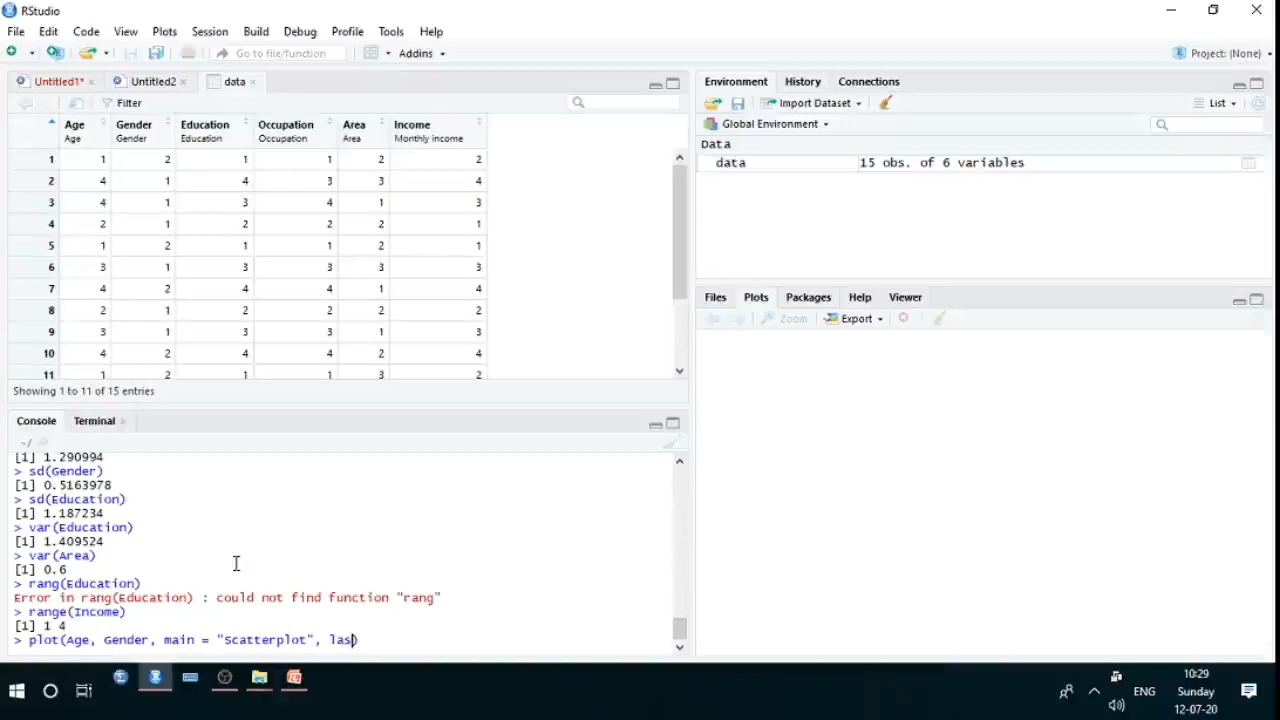 RStudio
File Edit Code View Plots Session Build Debug Profile Tools Help
Go to file/function Addins Project: (None)
Untitled1* Untitled2 data
Filter
Age Gender Education Occupation Area Income
Age Gender Education Occupation Area Monthly income
1 1 2 1 1 2 2
2 4 1 4 3 3 4
3 4 1 3 4 1 3
4 2 1 2 2 2 1
5 1 2 1 1 2 1
6 3 1 3 3 3 3
7 4 2 4 4 1 4
8 2 1 2 2 2 2
9 3 1 3 3 1 3
10 4 2 4 4 2 4
11 1 2 1 1 3 2
Showing 1 to 11 of 15 entries
Console Terminal
~/
[1] 1.290994
> sd(Gender)
[1] 0.5163978
> sd(Education)
[1] 1.187234
> var(Education)
[1] 1.409524
> var(Area)
[1] 0.6
> rang(Education)
Error in rang(Education) : could not find function "rang"
> range(Income)
[1] 1 4
> plot(Age, Gender, main = "Scatterplot", las)
Environment History Connections
Import Dataset List
Global Environment
Data
data 15 obs. of 6 variables
Files Plots Packages Help Viewer
Zoom Export
ENG
10:29
Sunday
12-07-20